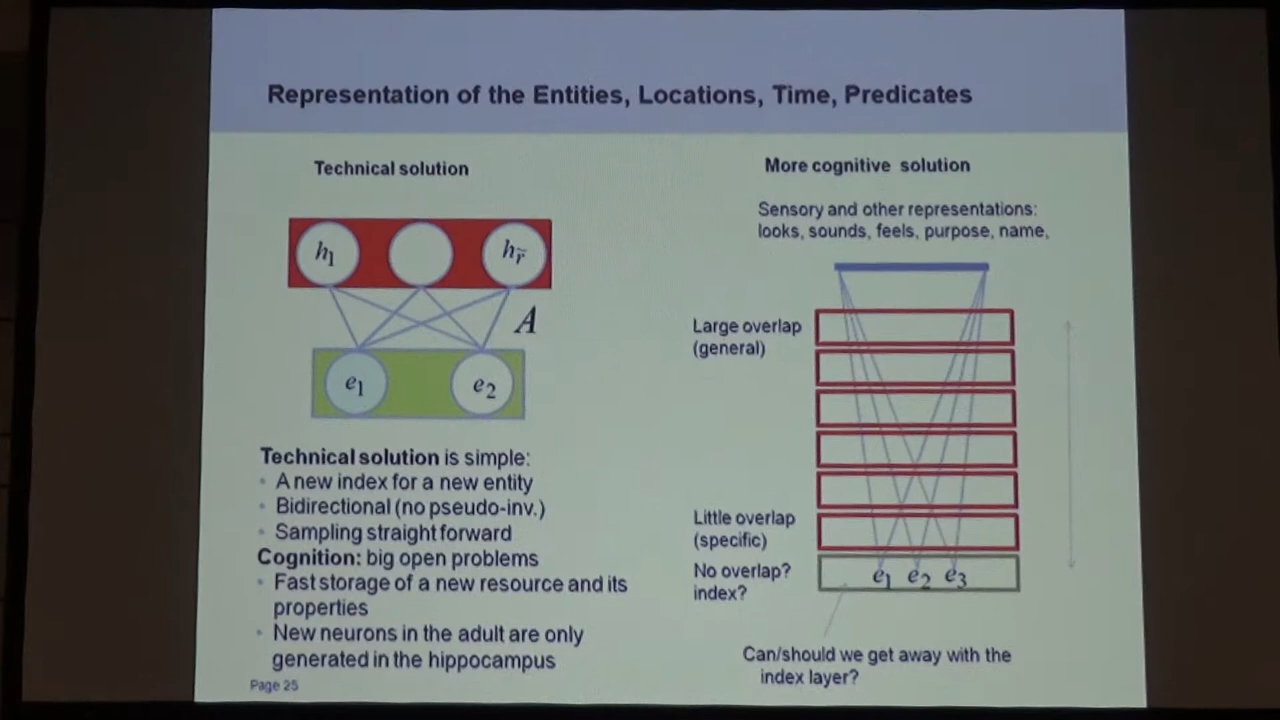 Representation of the Entities, Locations, Time, Predicates
Technical solution
h1
hr̃
A
e1
e2
Technical solution is simple:
• A new index for a new entity
• Bidirectional (no pseudo-inv.)
• Sampling straight forward
Cognition: big open problems
• Fast storage of a new resource and its
properties
• New neurons in the adult are only
generated in the hippocampus
Page 25
More cognitive solution
Sensory and other representations:
looks, sounds, feels, purpose, name,
Large overlap
(general)
Little overlap
(specific)
No overlap?
index?
e1 e2 e3
Can/should we get away with the
index layer?